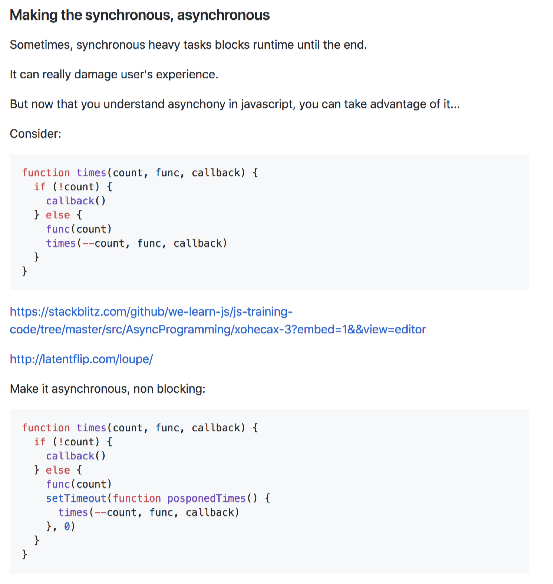 Making the synchronous, asynchronous
Sometimes, synchronous heavy tasks blocks runtime until the end.
It can really damage user's experience.
But now that you understand asynchony in javascript, you can take advantage of it...
Consider:
function times(count, func, callback) {
  if (!count) {
    callback()
  } else {
    func(count)
    times(--count, func, callback)
  }
}
https://stackblitz.com/github/we-learn-js/js-training-
code/tree/master/src/AsyncProgramming/xohecax-3?embed=1&&view=editor
http://latentflip.com/loupe/
Make it asynchronous, non blocking:
function times(count, func, callback) {
  if (!count) {
    callback()
  } else {
    func(count)
    setTimeout(function posponedTimes() {
      times(--count, func, callback)
    }, 0)
  }
}